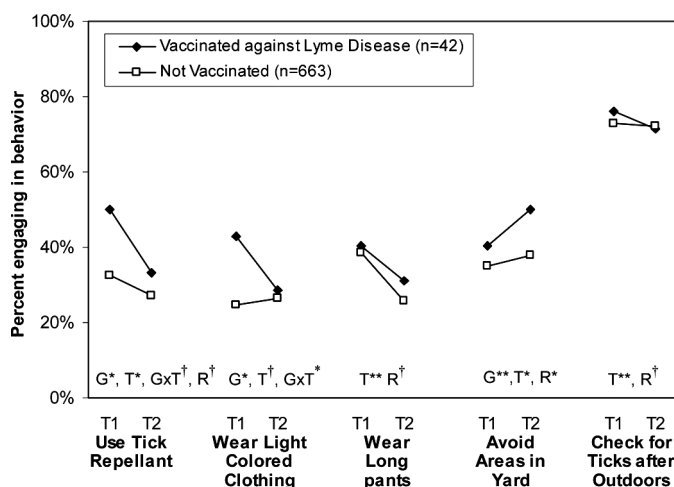 100%
80%
60%
40%
20%
0%
Percent engaging in behavior
Vaccinated against Lyme Disease (n=42)
Not Vaccinated (n=663)
G*, T*, GxT†, R†
G*, T†, GxT*
T** R†
G**,T*, R*
T**, R†
T1 T2 T1 T2 T1 T2 T1 T2 T1 T2
Use Tick
Repellant
Wear Light
Colored
Clothing
Wear
Long
pants
Avoid
Areas in
Yard
Check for
Ticks after
Outdoors